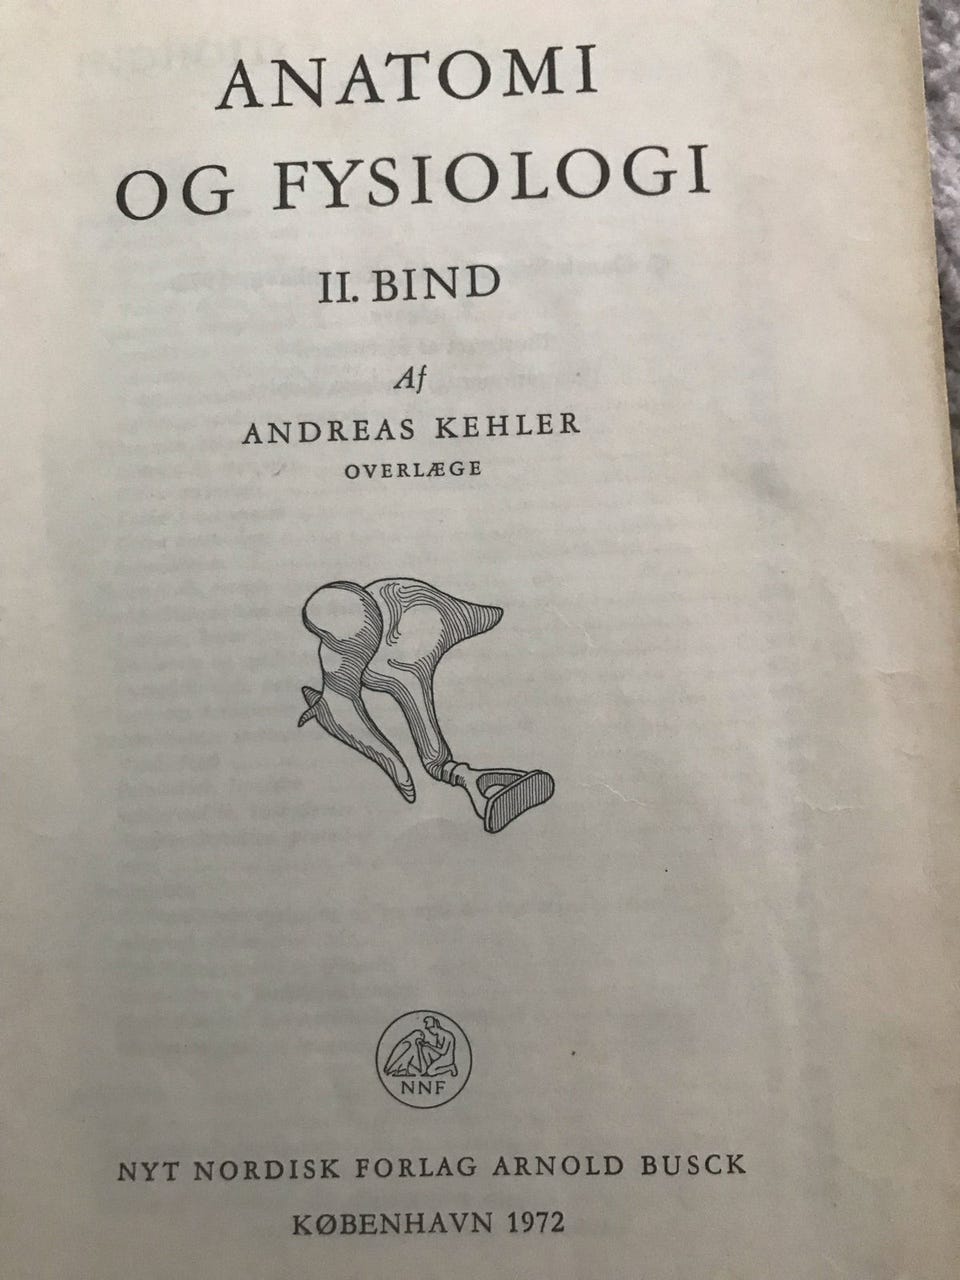 ANATOMI
OG FYSIOLOGI
II. BIND
Af
ANDREAS KEHLER
OVERLÆGE
NNF
NYT NORDISK FORLAG ARNOLD BUSCK
KØBENHAVN 1972